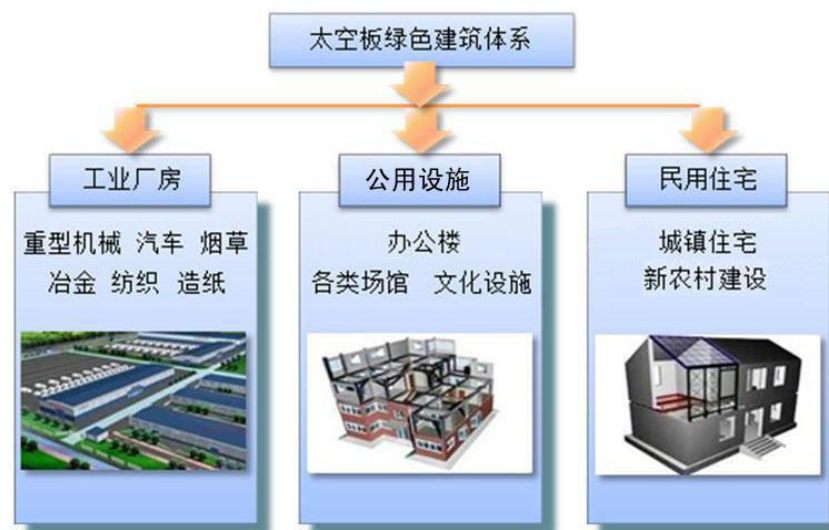 太空板绿色建筑体系
工业厂房
重型机械 汽车 烟草
冶金 纺织 造纸
公用设施
办公楼
各类场馆 文化设施
民用住宅
城镇住宅
新农村建设